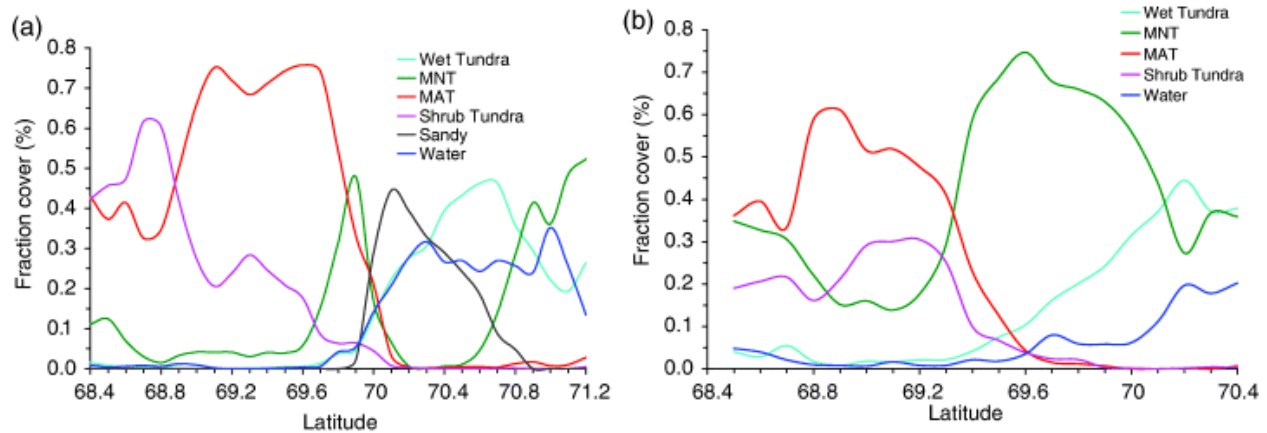 (a)
Fraction cover (%)
0.8
0.7
0.6
0.5
0.4
0.3
0.2
0.1
0.0
Wet Tundra
MNT
MAT
Shrub Tundra
Sandy
Water
68.4 68.8 69.2 69.6 70 70.4 70.8 71.2
Latitude
(b)
Fraction cover (%)
0.8
0.7
0.6
0.5
0.4
0.3
0.2
0.1
0.0
Wet Tundra
MNT
MAT
Shrub Tundra
Water
68.4 68.8 69.2 69.6 70 70.4
Latitude